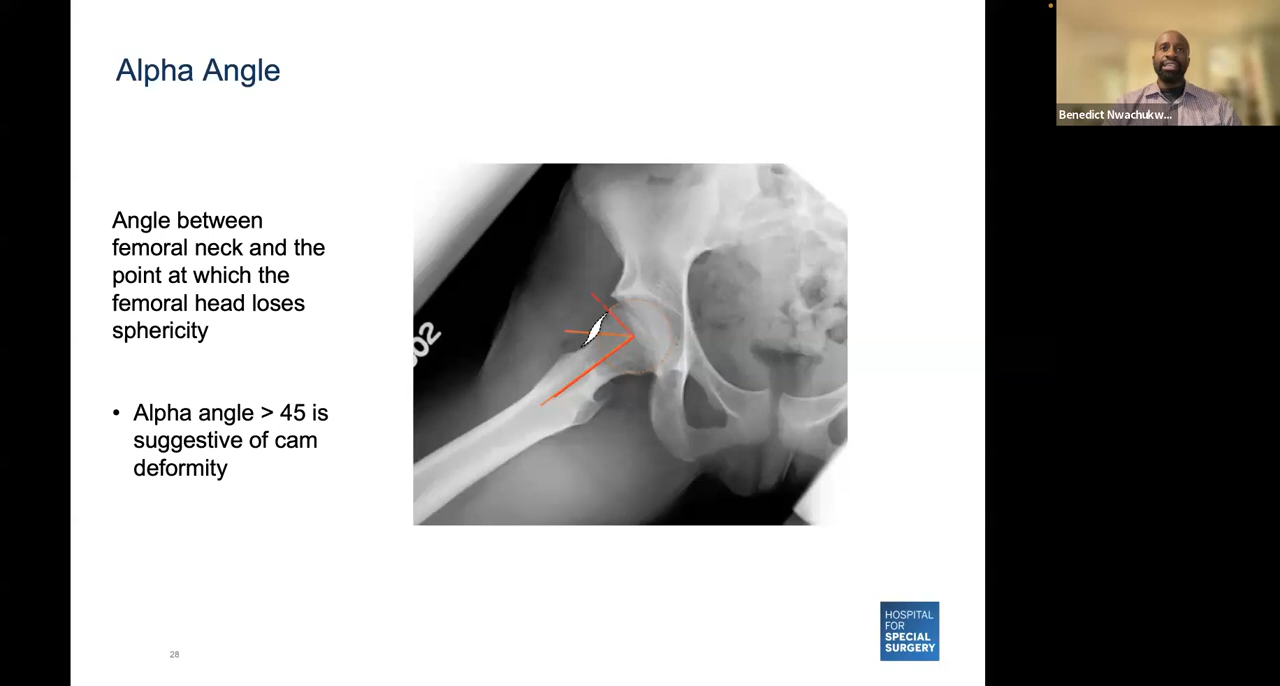 Alpha Angle
Benedict Nwachukw...
Angle between
femoral neck and the
point at which the
femoral head loses
sphericity
• Alpha angle > 45 is
suggestive of cam
deformity
HOSPITAL
FOR
SPECIAL
SURGERY
28